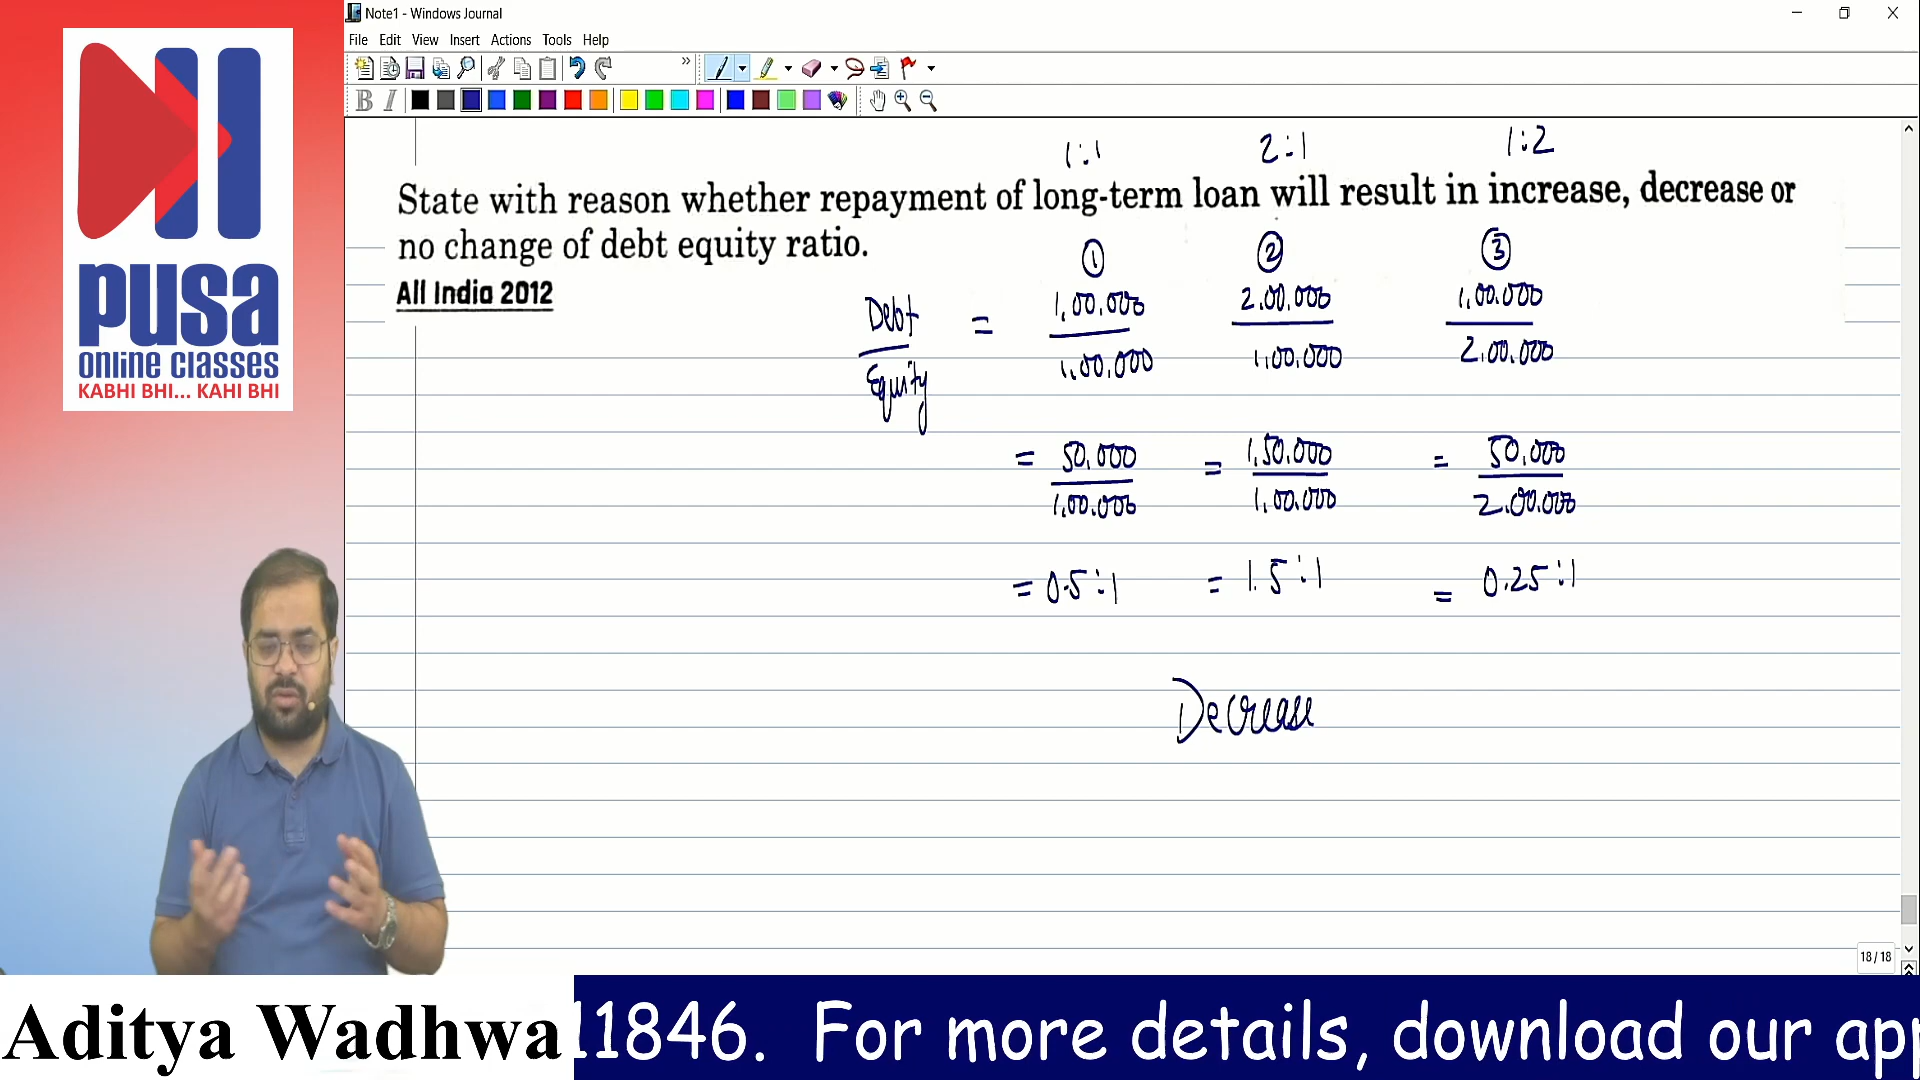 Note1 - Windows Journal
File Edit View Insert Actions Tools Help
B I
PUSA
ONLINE CLASSES
KABHI BHI... KAHI BHI
1:1 2:1 1:2
State with reason whether repayment of long-term loan will result in increase, decrease or
no change of debt equity ratio.
All India 2012
1 2 3
Debt = 1,00,000 2,00,000 1,00,000
Equity 1,00,000 1,00,000 2,00,000
= 50,000 = 1,50,000 = 50,000
1,00,000 1,00,000 2,00,000
= 0.5:1 = 1.5:1 = 0.25:1
Decrease
18 / 18
Aditya Wadhwa
11846. For more details, download our app